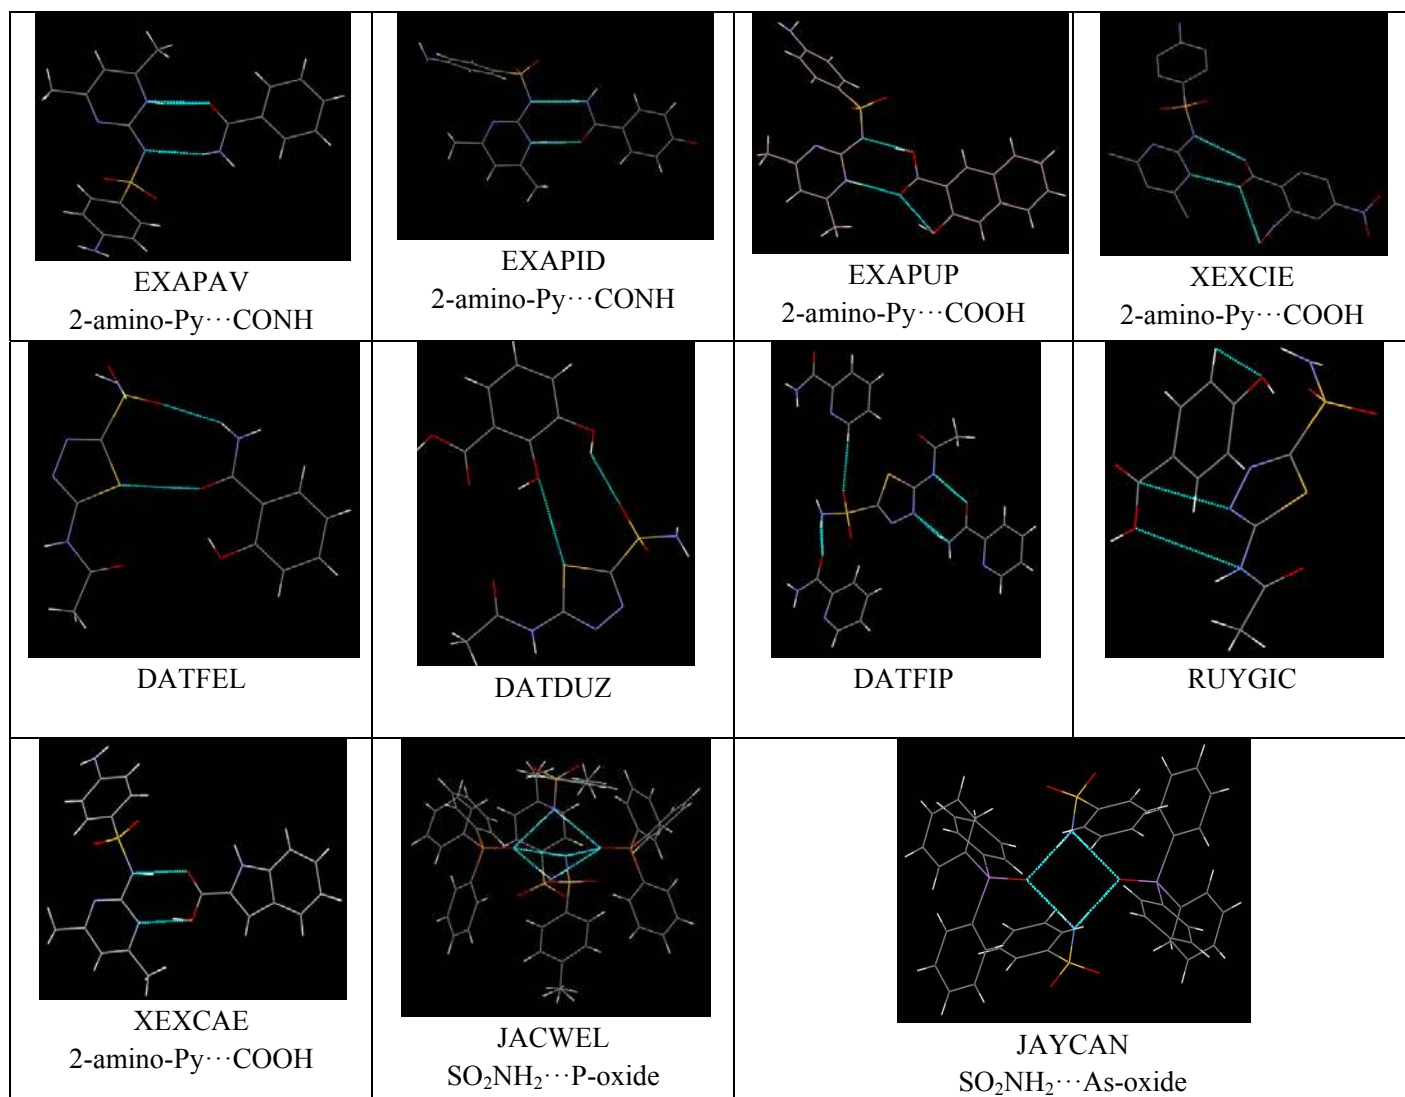 EXAPAV
2-amino-Py···CONH
EXAPID
2-amino-Py···CONH
EXAPUP
2-amino-Py···COOH
XEXCIE
2-amino-Py···COOH
DATFEL
DATDUZ
DATFIP
RUYGIC
XEXCAE
2-amino-Py···COOH
JACWEL
SO₂NH₂···P-oxide
JAYCAN
SO₂NH₂···As-oxide